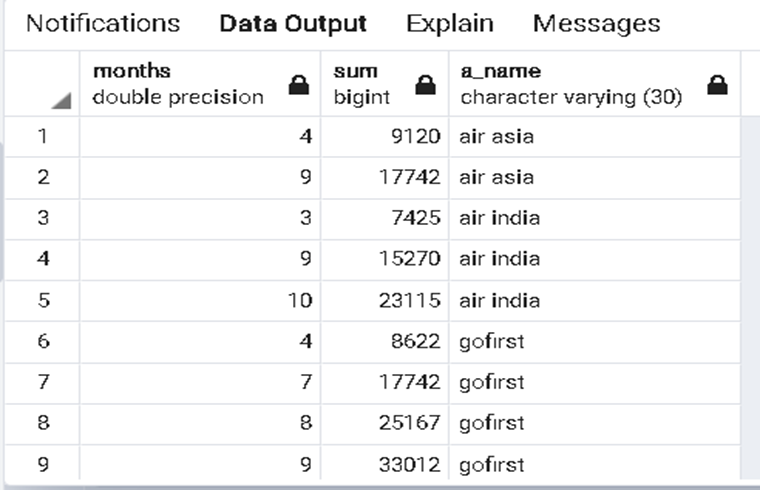 Notifications Data Output Explain Messages
months sum a_name
double precision bigint character varying (30)
1 4 9120 air asia
2 9 17742 air asia
3 3 7425 air india
4 9 15270 air india
5 10 23115 air india
6 4 8622 gofirst
7 7 17742 gofirst
8 8 25167 gofirst
9 9 33012 gofirst